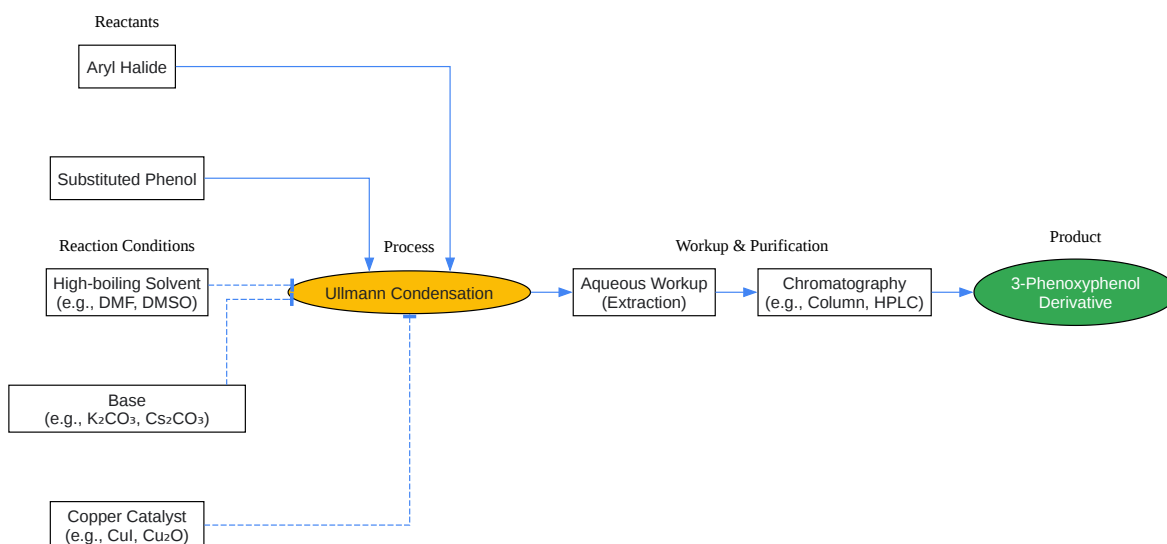 Reactants
Aryl Halide
Substituted Phenol
Reaction Conditions
High-boiling Solvent
(e.g., DMF, DMSO)
Base
(e.g., K₂CO₃, Cs₂CO₃)
Copper Catalyst
(e.g., CuI, Cu₂O)
Process
Ullmann Condensation
Workup & Purification
Aqueous Workup
(Extraction)
Chromatography
(e.g., Column, HPLC)
Product
3-Phenoxyphenol
Derivative